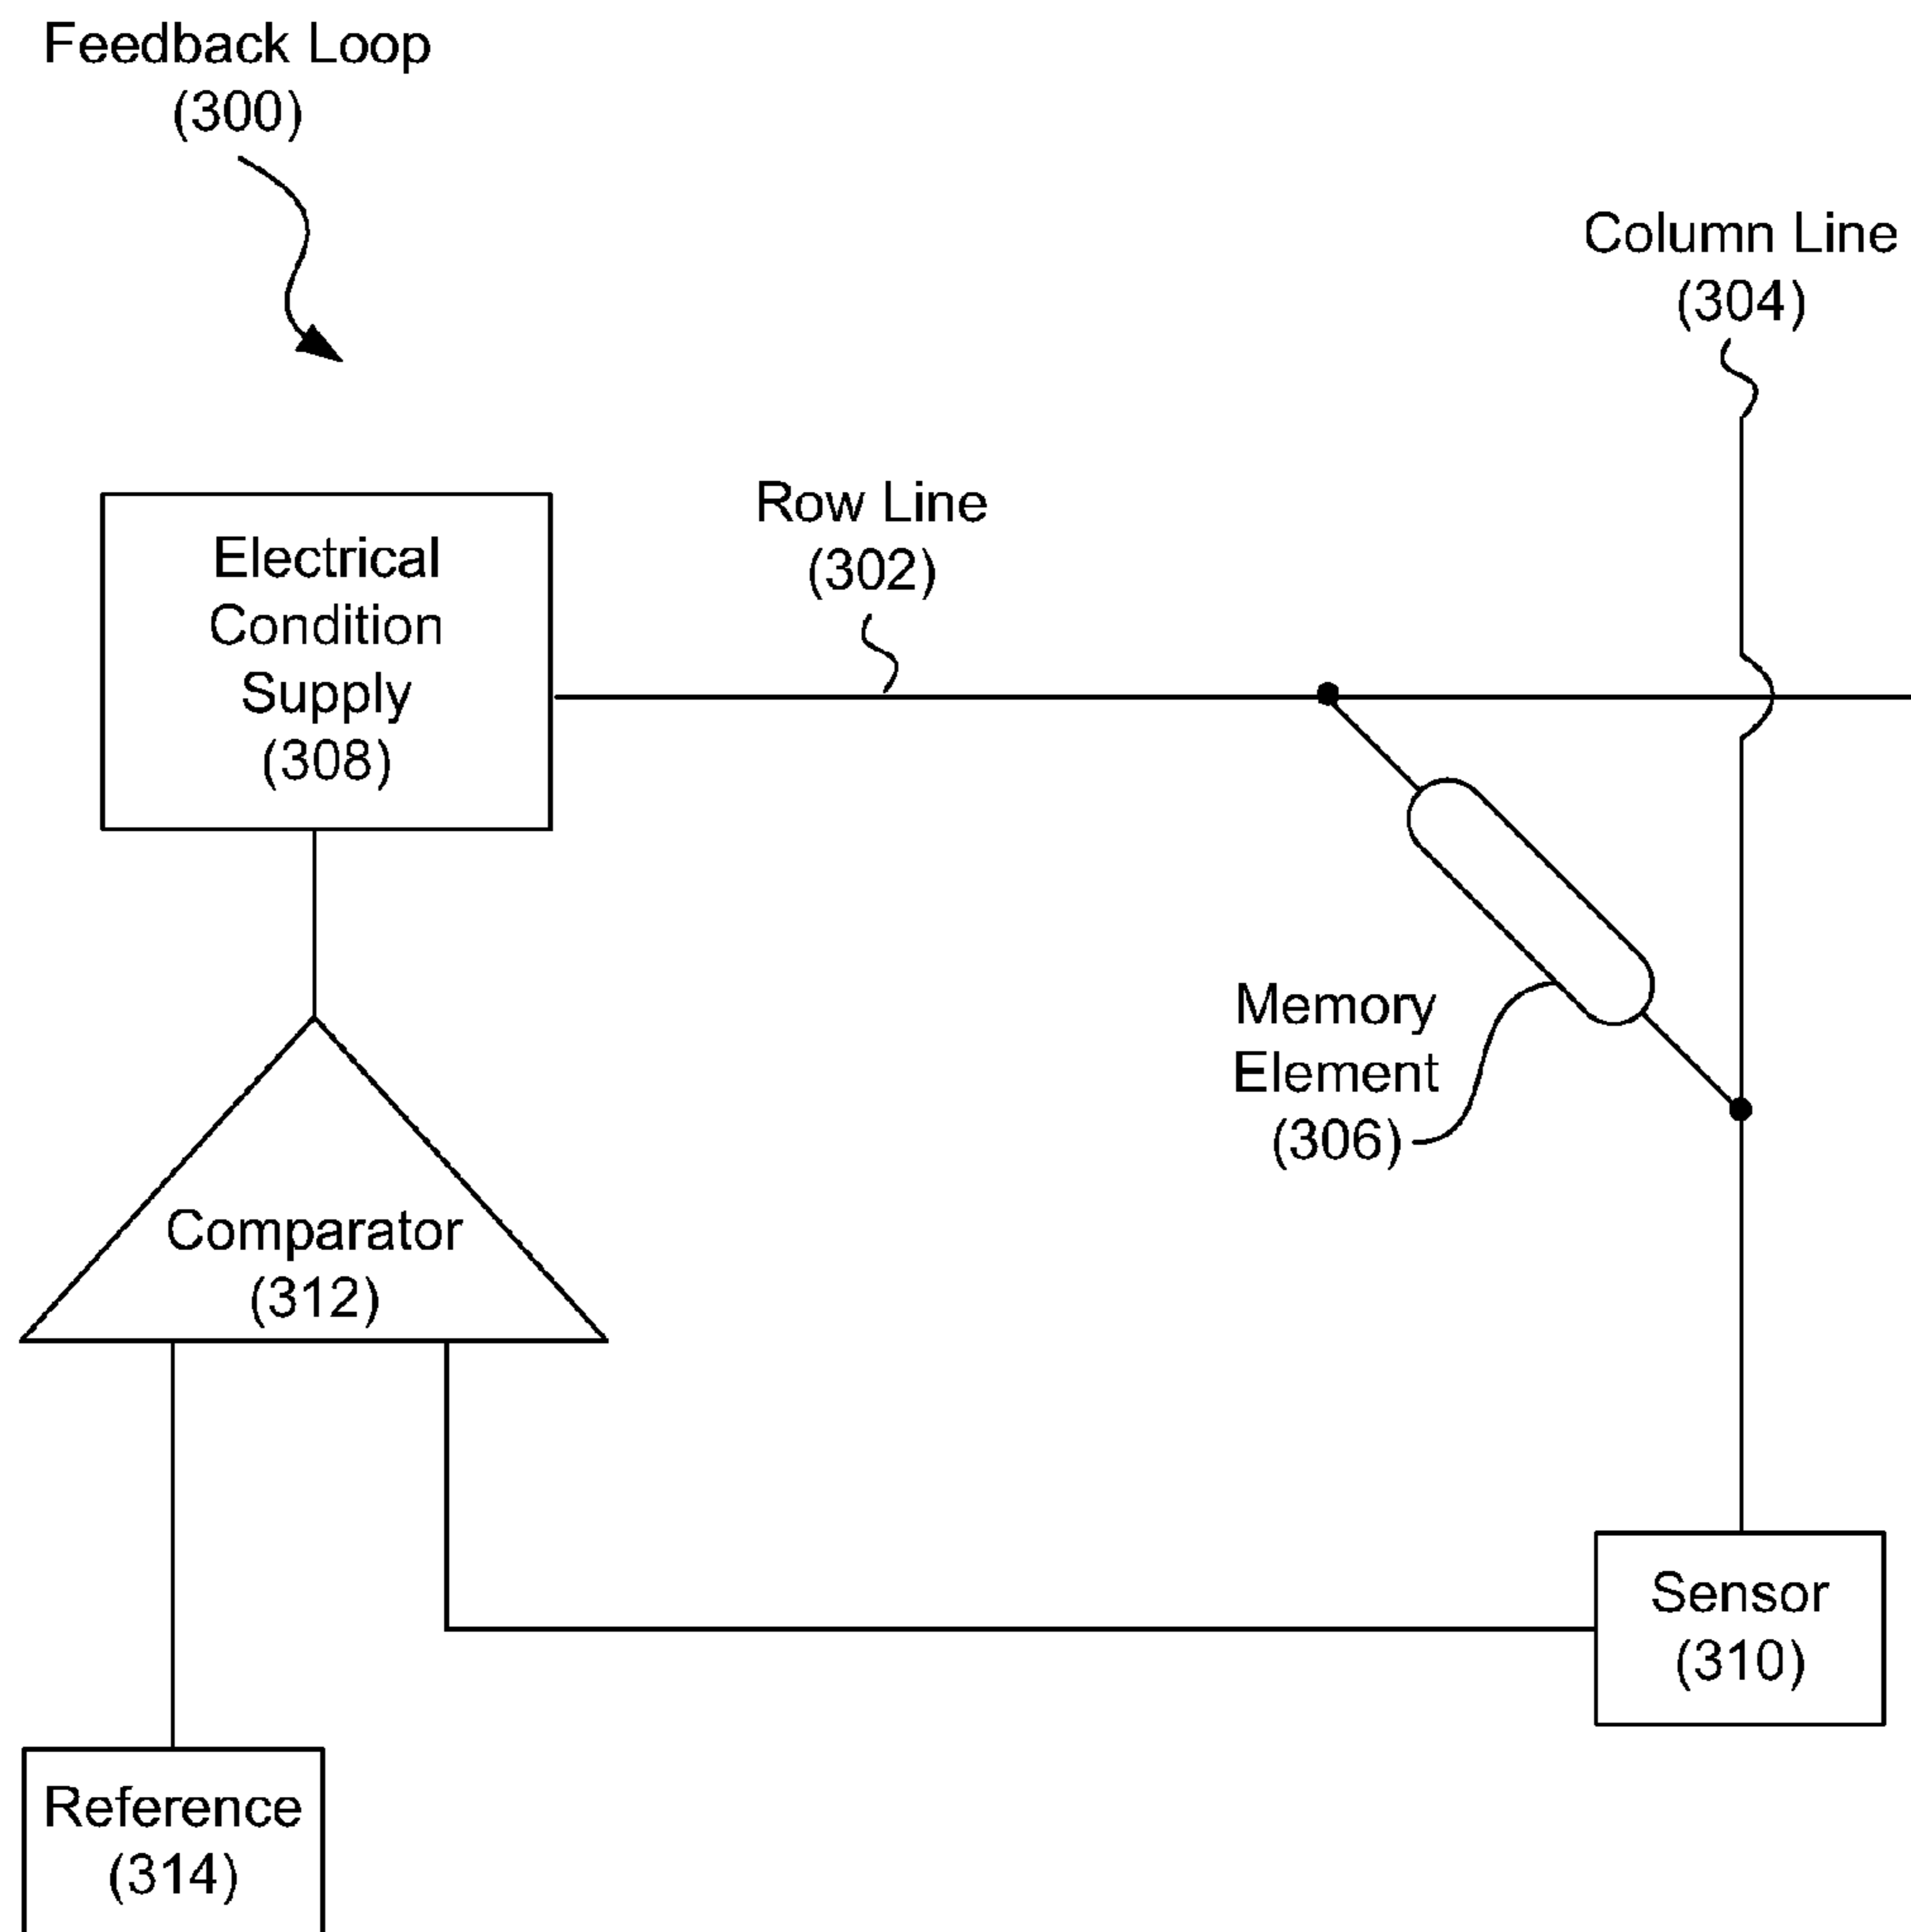 Feedback Loop
(300)
Column Line
(304)
Row Line
(302)
Electrical
Condition
Supply
(308)
Memory
Element
(306)
Comparator
(312)
Sensor
(310)
Reference
(314)